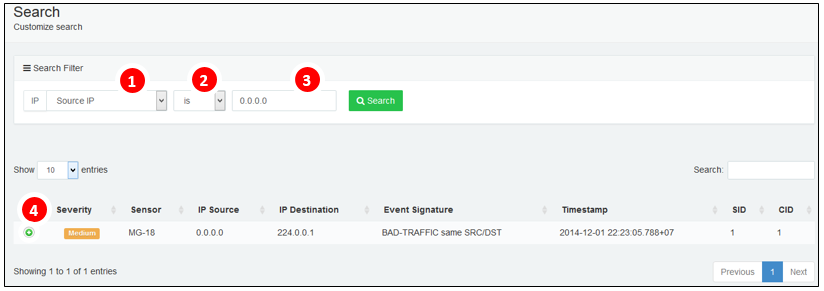 Search
Customize search
Search Filter
1 2 3
IP Source IP is 0.0.0.0 Search
Show 10 entries Search:
4 Severity Sensor IP Source IP Destination Event Signature Timestamp SID CID
Medium MG-18 0.0.0.0 224.0.0.1 BAD-TRAFFIC same SRC/DST 2014-12-01 22:23:05.788+07 1 1
Showing 1 to 1 of 1 entries Previous 1 Next